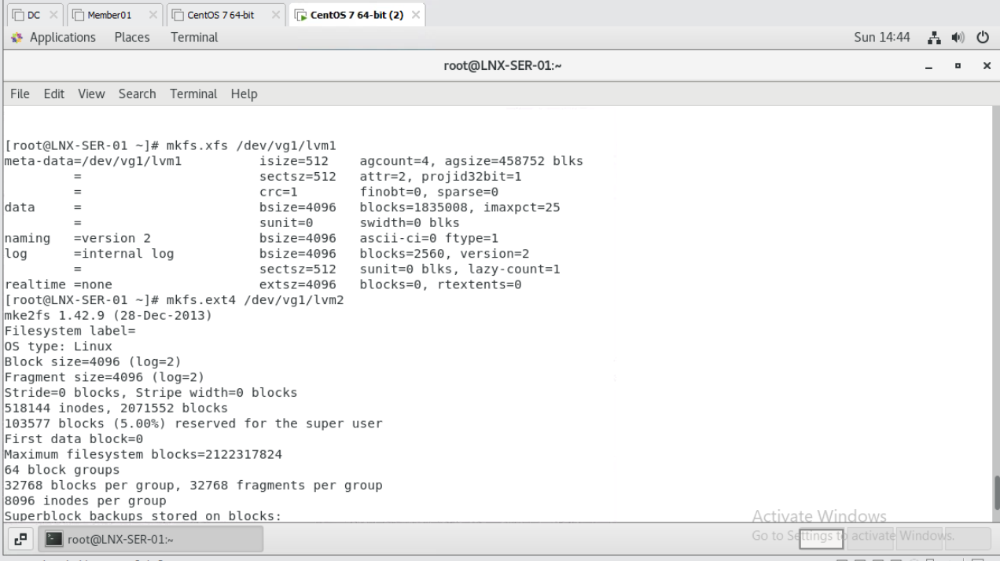 DC
Member01
CentOS 7 64-bit
CentOS 7 64-bit (2)
Applications Places Terminal Sun 14:44
root@LNX-SER-01:~
File Edit View Search Terminal Help
[root@LNX-SER-01 ~]# mkfs.xfs /dev/vg1/lvm1
meta-data=/dev/vg1/lvm1 isize=512 agcount=4, agsize=458752 blks
= sectsz=512 attr=2, projid32bit=1
= crc=1 finobt=0, sparse=0
data = bsize=4096 blocks=1835008, imaxpct=25
= sunit=0 swidth=0 blks
naming =version 2 bsize=4096 ascii-ci=0 ftype=1
log =internal log bsize=4096 blocks=2560, version=2
= sectsz=512 sunit=0 blks, lazy-count=1
realtime =none extsz=4096 blocks=0, rtextents=0
[root@LNX-SER-01 ~]# mkfs.ext4 /dev/vg1/lvm2
mke2fs 1.42.9 (28-Dec-2013)
Filesystem label=
OS type: Linux
Block size=4096 (log=2)
Fragment size=4096 (log=2)
Stride=0 blocks, Stripe width=0 blocks
518144 inodes, 2071552 blocks
103577 blocks (5.00%) reserved for the super user
First data block=0
Maximum filesystem blocks=2122317824
64 block groups
32768 blocks per group, 32768 fragments per group
8096 inodes per group
Superblock backups stored on blocks:
Activate Windows
Go to Settings to activate Windows.
root@LNX-SER-01:~